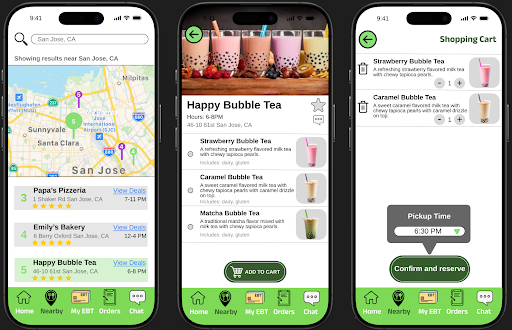 9:41
San Jose, CA
Showing results near San Jose, CA
Milpitas
Sunnyvale
Santa Clara
San Jose
5
5
4
3 Papa's Pizzeria View Deals
1 Shaker Rd San Jose, CA 7-11 PM
4 Emily's Bakery View Deals
6 Berry Oxford San Jose, CA 12-4 PM
5 Happy Bubble Tea View Deals
46-10 61st San Jose, CA 6-8 PM
Home Nearby My EBT Orders Chat
9:41
Happy Bubble Tea
Hours: 6-8PM
46-10 61st San Jose, CA
Strawberry Bubble Tea
A refreshing strawberry flavored milk tea
with chewy tapioca pearls.
Includes: dairy, gluten
Caramel Bubble Tea
A sweet caramel flavored milk tea with
chewy tapioca pearls with caramel drizzle
on top.
Includes: dairy, gluten
Matcha Bubble Tea
A traditional matcha flavor mixed with
milk tea with chewy tapioca pearls.
Includes: dairy, gluten
ADD TO CART
Home Nearby My EBT Orders Chat
9:41
Shopping Cart
Strawberry Bubble Tea
A refreshing strawberry flavored milk tea with
chewy tapioca pearls.
- 1 +
Caramel Bubble Tea
A sweet caramel flavored milk tea with
chewy tapioca pearls with caramel drizzle
on top.
- 1 +
Pickup Time
6:30 PM
Confirm and reserve
Home Nearby My EBT Orders Chat